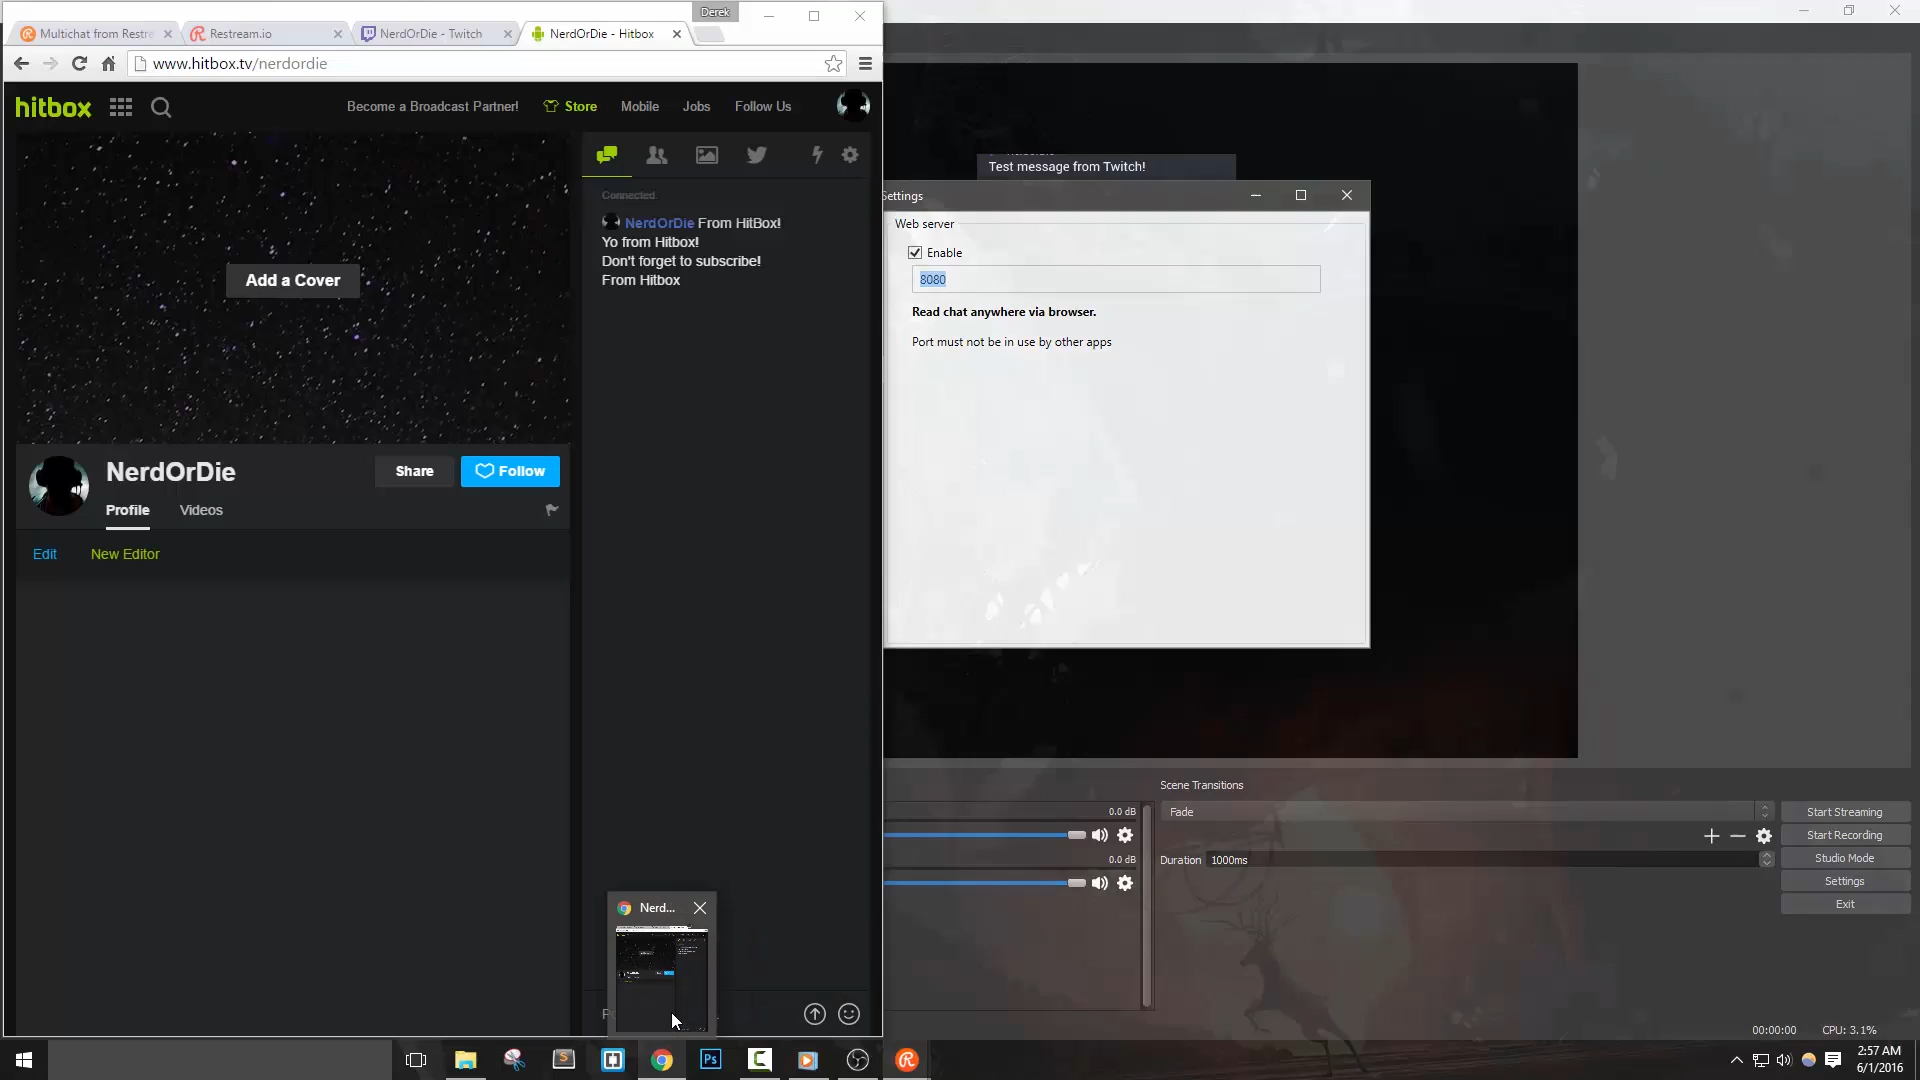 Derek
Multichat from Restre
Restream.io
NerdOrDie - Twitch
NerdOrDie - Hitbox
www.hitbox.tv/nerdordie
hitbox
Become a Broadcast Partner!
Store
Mobile
Jobs
Follow Us
Add a Cover
Connected.
NerdOrDie From HitBox!
Yo from Hitbox!
Don't forget to subscribe!
From Hitbox
NerdOrDie
Share
Follow
Profile
Videos
Edit
New Editor
Test message from Twitch!
Settings
Web server
Enable
8080
Read chat anywhere via browser.
Port must not be in use by other apps
Scene Transitions
0.0 dB
Fade
Start Streaming
Start Recording
0.0 dB
Duration
1000ms
Studio Mode
Settings
Exit
Nerd...
00:00:00
CPU: 3.1%
Ps
2:57 AM
6/1/2016